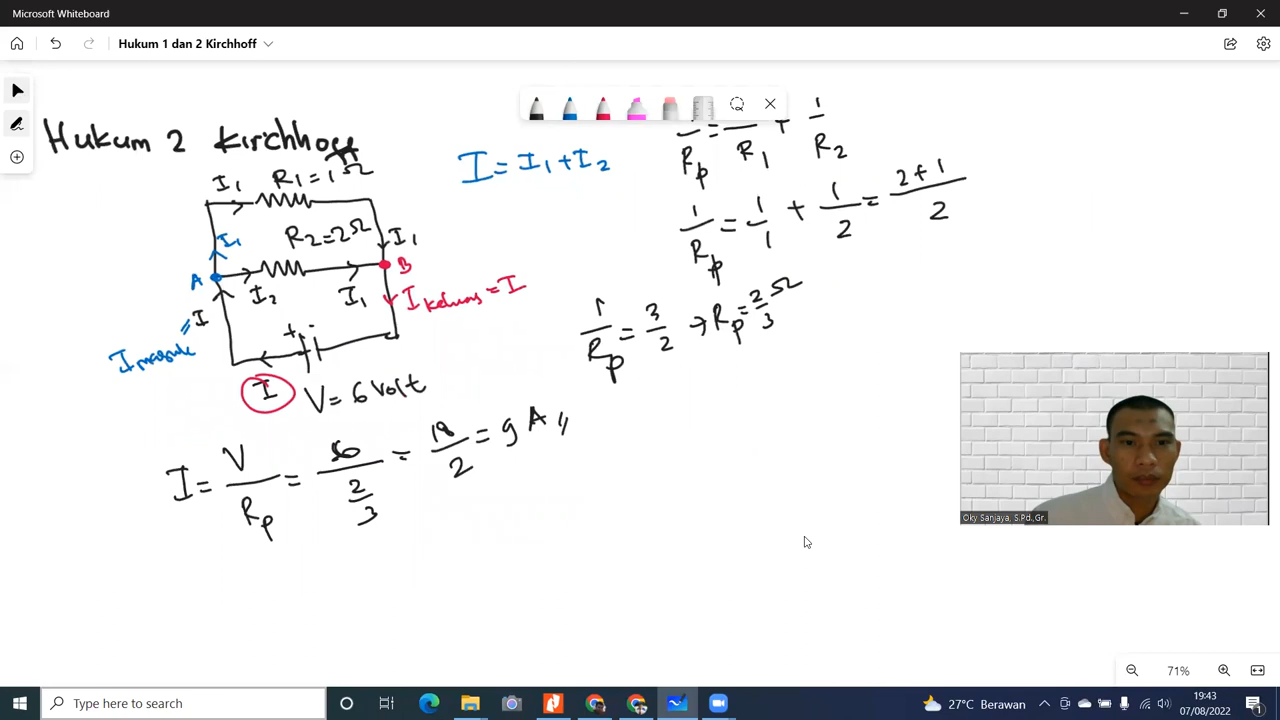 Microsoft Whiteboard
Hukum 1 dan 2 Kirchhoff
Hukum 2 Kirchhoff
I = I1 + I2
Rp = R1 + 1/R2
1/Rp = 1/1 + 1/2 = 2+1/2
I1 R1 = 1 Ω
I1
R2 = 2 Ω
I1
A
B
I2
I1
I keluar = I
I
I masuk
+ -
I
V = 6 Volt
1/Rp = 3/2 → Rp = 2/3 Ω
I = V/Rp = 6/(2/3) = 18/2 = 9 A //
Oky Sanjaya, S.Pd.,Gr.
71%
Type here to search
27°C Berawan
19:43
07/08/2022
1